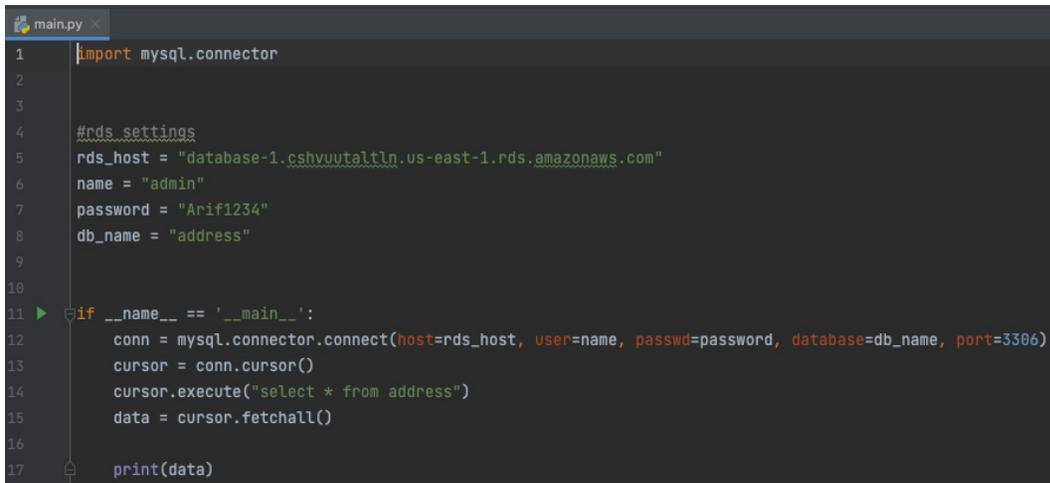 main.py
1 import mysql.connector
2
3
4 #rds settings
5 rds_host = "database-1.cshvuutaltln.us-east-1.rds.amazonaws.com"
6 name = "admin"
7 password = "Arif1234"
8 db_name = "address"
9
10
11 if __name__ == '__main__':
12     conn = mysql.connector.connect(host=rds_host, user=name, passwd=password, database=db_name, port=3306)
13     cursor = conn.cursor()
14     cursor.execute("select * from address")
15     data = cursor.fetchall()
16
17     print(data)